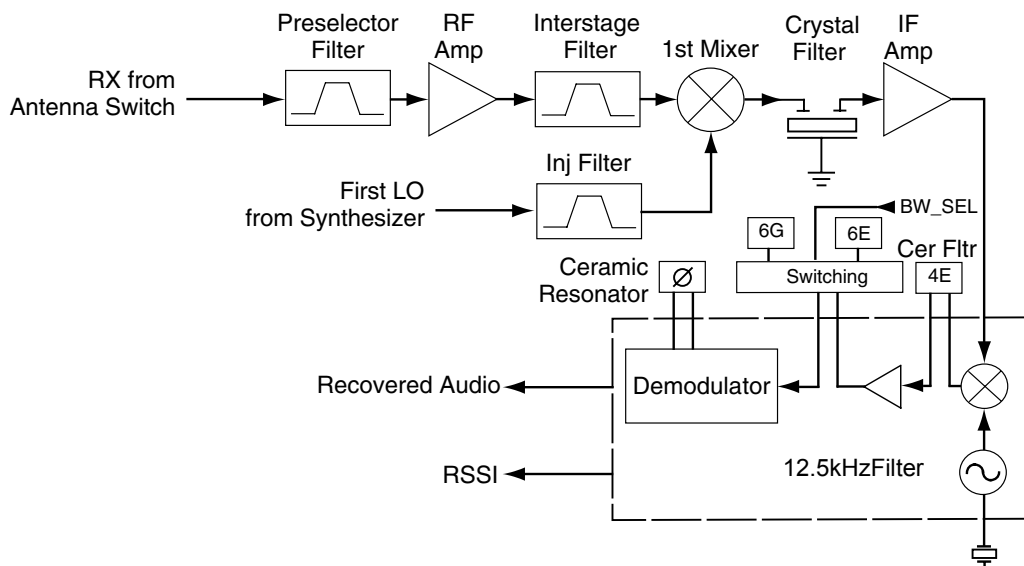 Preselector
Filter
RF
Amp
Interstage
Filter
1st Mixer
Crystal
Filter
IF
Amp
RX from
Antenna Switch
Inj Filter
First LO
from Synthesizer
BW_SEL
6G
6E
Cer Fltr
4E
Switching
Ceramic
Resonator
Ø
Demodulator
Recovered Audio
12.5kHzFilter
RSSI